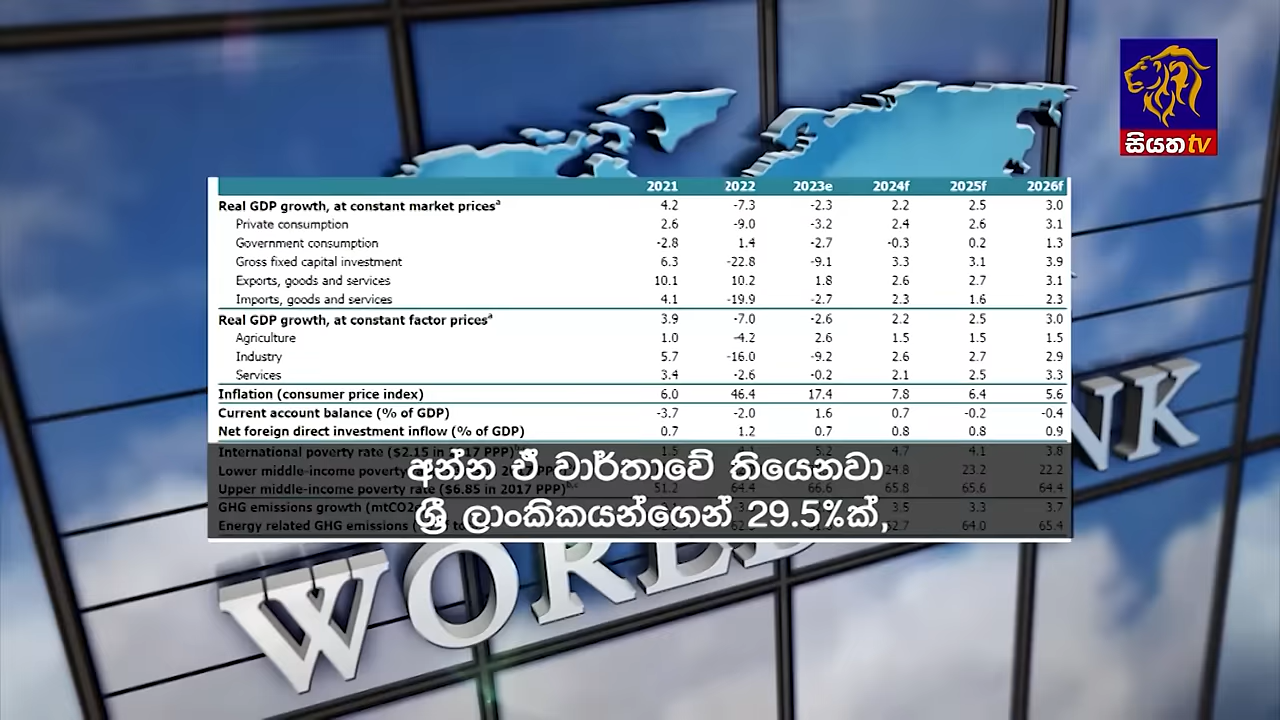 සියත tv
2021 2022 2023e 2024f 2025f 2026f
Real GDP growth, at constant market pricesª 4.2 -7.3 -2.3 2.2 2.5 3.0
Private consumption 2.6 -9.0 -3.2 2.4 2.6 3.1
Government consumption -2.8 1.4 -2.7 -0.3 0.2 1.3
Gross fixed capital investment 6.3 -22.8 -9.1 3.3 3.1 3.9
Exports, goods and services 10.1 10.2 1.8 2.6 2.7 3.1
Imports, goods and services 4.1 -19.9 -2.7 2.3 1.6 2.3
Real GDP growth, at constant factor pricesª 3.9 -7.0 -2.6 2.2 2.5 3.0
Agriculture 1.0 -4.2 2.6 1.5 1.5 1.5
Industry 5.7 -16.0 -9.2 2.6 2.7 2.9
Services 3.4 -2.6 -0.2 2.1 2.5 3.3
Inflation (consumer price index) 6.0 46.4 17.4 7.8 6.4 5.6
Current account balance (% of GDP) -3.7 -2.0 1.6 0.7 -0.2 -0.4
Net foreign direct investment inflow (% of GDP) 0.7 1.2 0.7 0.8 0.8 0.9
International poverty rate ($2.15 in 2017 PPP) 4.7 4.1 3.8
Lower middle-income poverty 24.8 23.2 22.2
Upper middle-income poverty rate ($6.85 in 2017 PPP) 51.2 64.4 66.6 65.8 65.6 64.4
GHG emissions growth 3.5 3.3 3.7
Energy related GHG emissions 64.0 65.4
අන්න ඒ වාර්තාවේ තියෙනවා
ශ්‍රී ලාංකිකයන්ගෙන් 29.5%ක්,